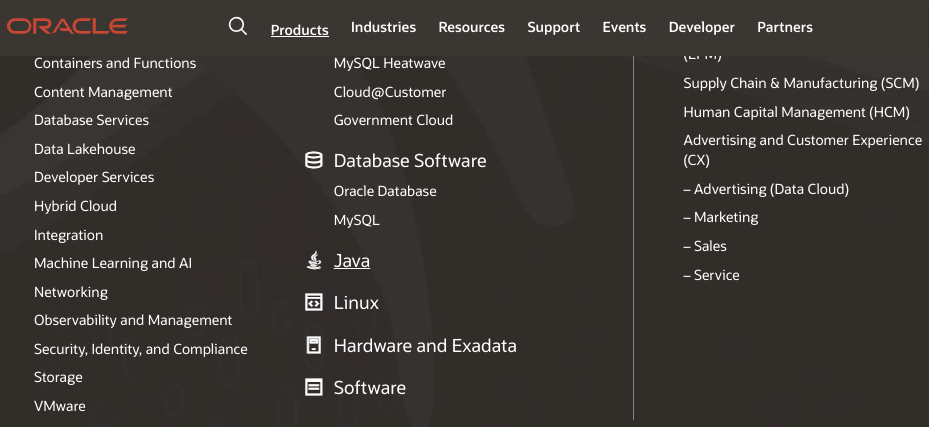 ORACLE
Products
Industries
Resources
Support
Events
Developer
Partners
Containers and Functions
Content Management
Database Services
Data Lakehouse
Developer Services
Hybrid Cloud
Integration
Machine Learning and AI
Networking
Observability and Management
Security, Identity, and Compliance
Storage
VMware
MySQL Heatwave
Cloud@Customer
Government Cloud
Database Software
Oracle Database
MySQL
Java
Linux
Hardware and Exadata
Software
Supply Chain & Manufacturing (SCM)
Human Capital Management (HCM)
Advertising and Customer Experience
(CX)
– Advertising (Data Cloud)
– Marketing
– Sales
– Service